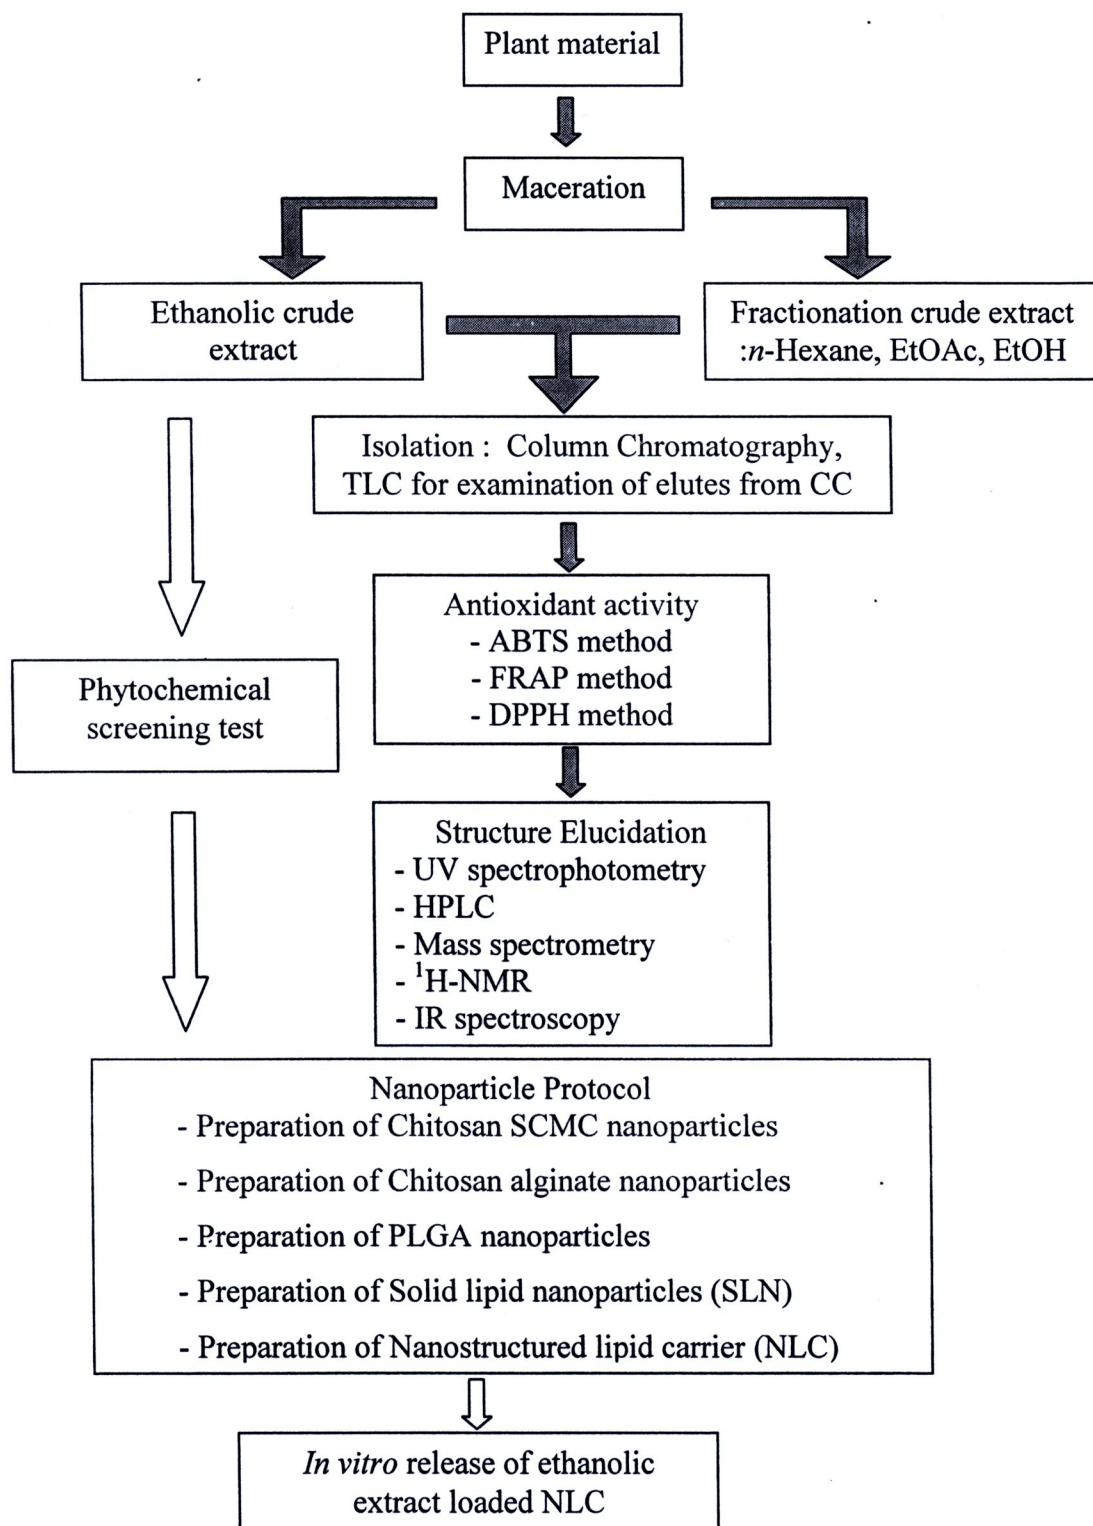 Plant material
Maceration
Ethanolic crude
extract
Fractionation crude extract
:n-Hexane, EtOAc, EtOH
Isolation : Column Chromatography,
TLC for examination of elutes from CC
Antioxidant activity
- ABTS method
- FRAP method
- DPPH method
Phytochemical
screening test
Structure Elucidation
- UV spectrophotometry
- HPLC
- Mass spectrometry
- ¹H-NMR
- IR spectroscopy
Nanoparticle Protocol
- Preparation of Chitosan SCMC nanoparticles
- Preparation of Chitosan alginate nanoparticles
- Preparation of PLGA nanoparticles
- Preparation of Solid lipid nanoparticles (SLN)
- Preparation of Nanostructured lipid carrier (NLC)
In vitro release of ethanolic
extract loaded NLC